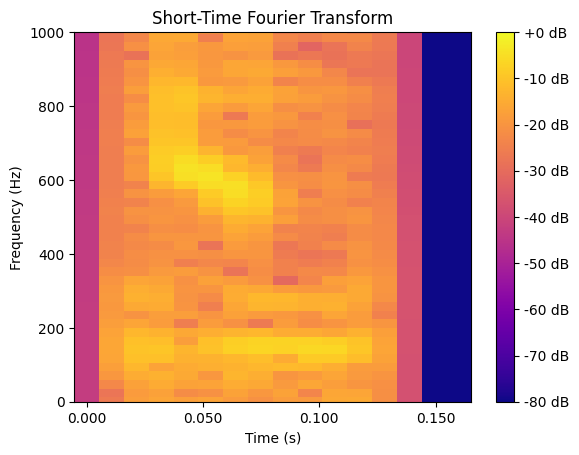 Short-Time Fourier Transform
1000
800
600
400
200
0
Frequency (Hz)
0.000
0.050
0.100
0.150
Time (s)
+0 dB
-10 dB
-20 dB
-30 dB
-40 dB
-50 dB
-60 dB
-70 dB
-80 dB